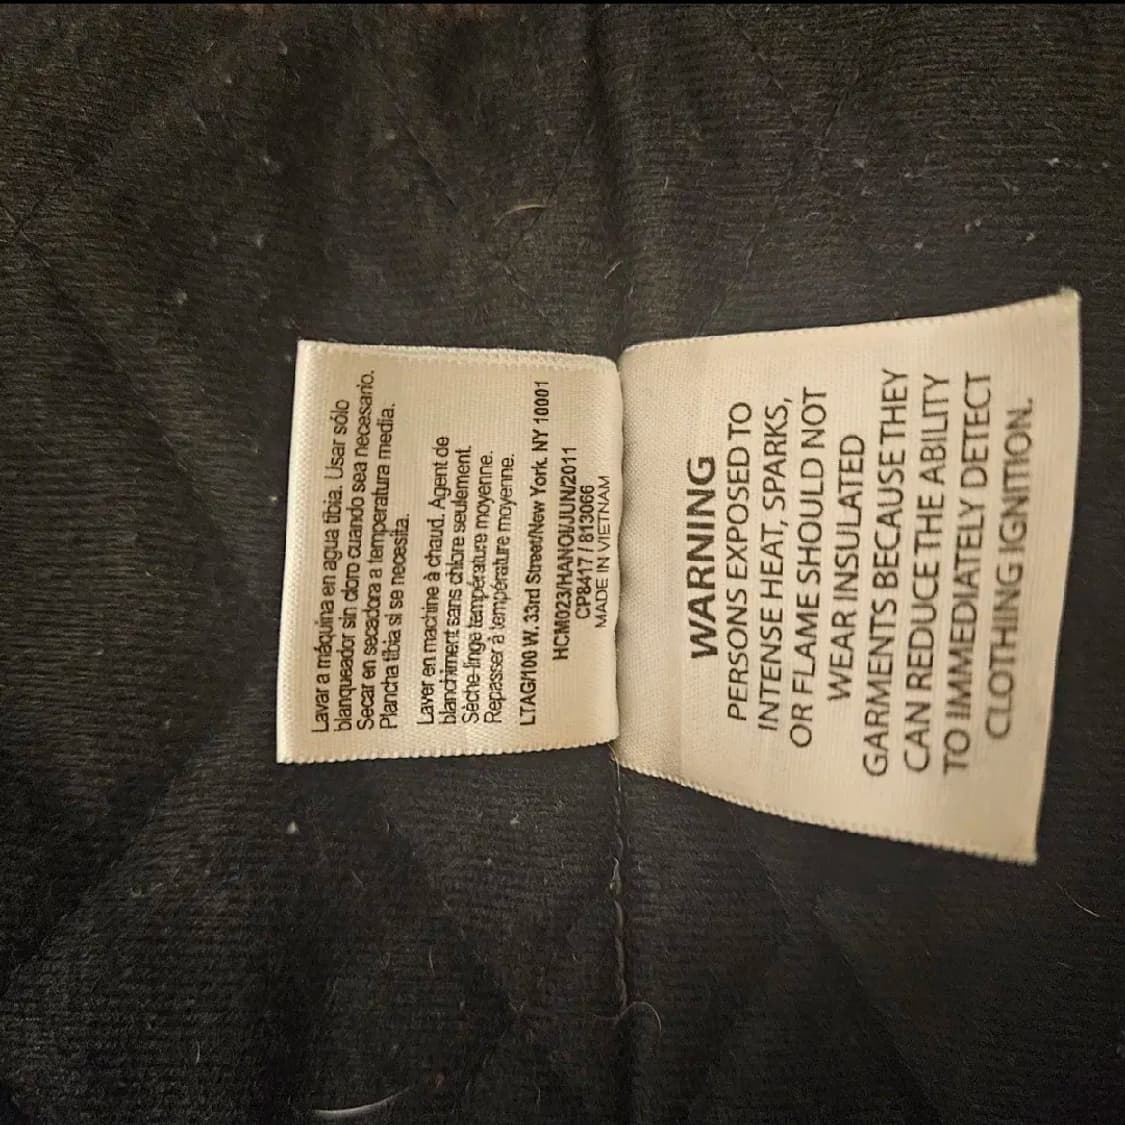 Lavar a máquina en agua tibia. Usar sólo
blanqueador sin cloro cuando sea necesario.
Secar en secadora a temperatura media.
Plancha tibia si se necesita.
Laver en machine à chaud. Agent de
blanchiment sans chlore seulement.
Sèche-linge température moyenne.
Repasser à température moyenne.
LTAG/100 W. 33rd Street/New York. NY 10001
HCM023/HANOI/JUN/2011
CP8417 / 813066
MADE IN VIETNAM
WARNING
PERSONS EXPOSED TO
INTENSE HEAT, SPARKS,
OR FLAME SHOULD NOT
WEAR INSULATED
GARMENTS BECAUSE THEY
CAN REDUCE THE ABILITY
TO IMMEDIATELY DETECT
CLOTHING IGNITION.